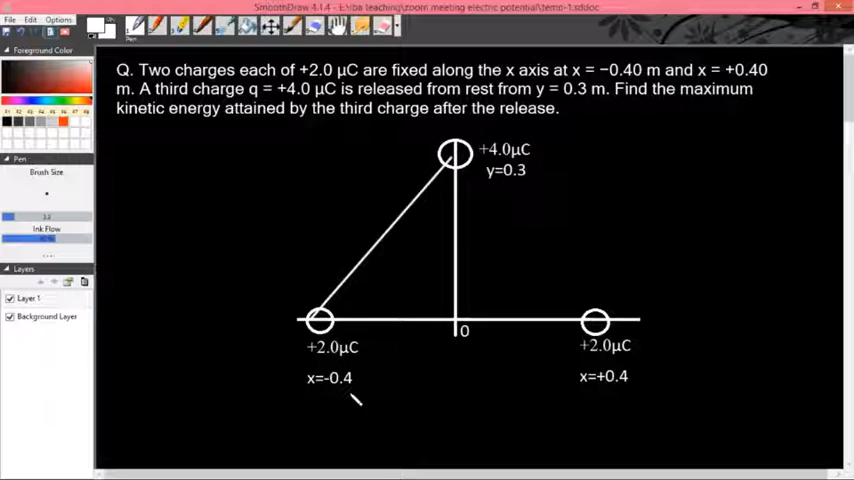 SmoothDraw 4.1.4 - E:\iba teaching\zoom meeting electric potential\temp-1.sddoc
File Edit Options
Pen
Foreground Color
Q. Two charges each of +2.0 µC are fixed along the x axis at x = −0.40 m and x = +0.40
m. A third charge q = +4.0 µC is released from rest from y = 0.3 m. Find the maximum
kinetic energy attained by the third charge after the release.
Pen
Brush Size
Ink Flow
Layers
Layer 1
Background Layer
+4.0µC
y=0.3
0
+2.0µC
+2.0µC
x=-0.4
x=+0.4